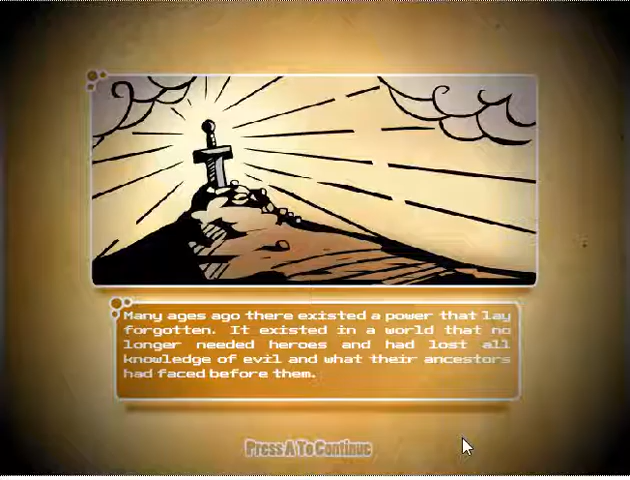 Many ages ago there existed a power that lay
forgotten. It existed in a world that no
longer needed heroes and had lost all
knowledge of evil and what their ancestors
had faced before them.
Press A To Continue